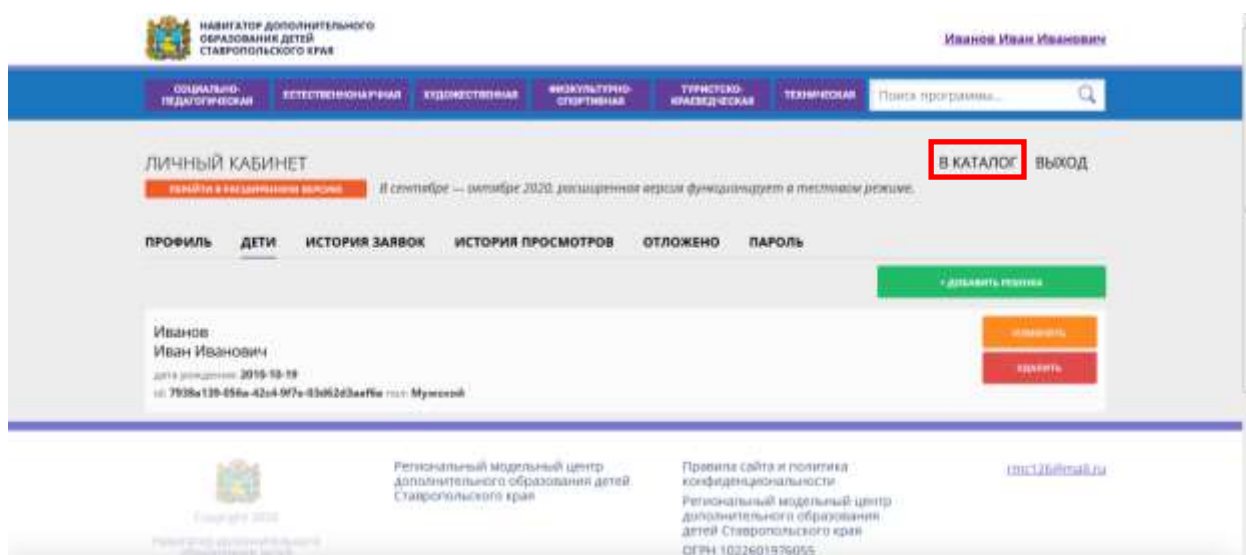 НАВИГАТОР ДОПОЛНИТЕЛЬНОГО
ОБРАЗОВАНИЯ ДЕТЕЙ
СТАВРОПОЛЬСКОГО КРАЯ
Иванов Иван Иванович
СОЦИАЛЬНО-
ПЕДАГОГИЧЕСКАЯ
ЕСТЕСТВЕННОНАУЧНАЯ
ХУДОЖЕСТВЕННАЯ
ФИЗКУЛЬТУРНО-
СПОРТИВНАЯ
ТУРИСТСКО-
КРАЕВЕДЧЕСКАЯ
ТЕХНИЧЕСКАЯ
Поиск программы...
ЛИЧНЫЙ КАБИНЕТ
В КАТАЛОГ
ВЫХОД
ПЕРЕЙТИ В РАСШИРЕННУЮ ВЕРСИЮ
В сентябре — октябре 2020, расширенная версия функционирует в тестовом режиме.
ПРОФИЛЬ
ДЕТИ
ИСТОРИЯ ЗАЯВОК
ИСТОРИЯ ПРОСМОТРОВ
ОТЛОЖЕНО
ПАРОЛЬ
+ ДОБАВИТЬ РЕБЕНКА
Иванов
Иван Иванович
ИЗМЕНИТЬ
УДАЛИТЬ
дата рождения: 2010-10-19
пол: Мужской
Региональный модельный центр
дополнительного образования детей
Ставропольского края
Правила сайта и политика
конфиденциальности
Региональный модельный центр
дополнительного образования
детей Ставропольского края
ОГРН 1022601976055
rmc126@mail.ru
Copyright 2020